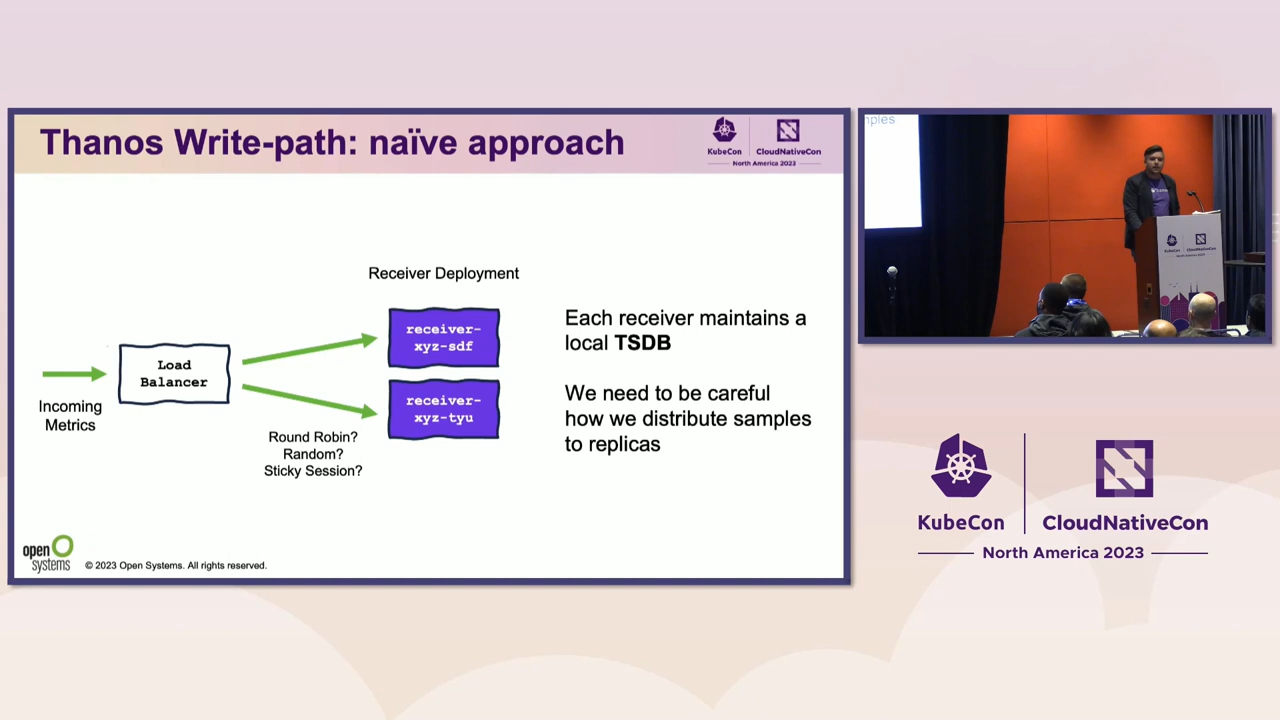 Thanos Write-path: naïve approach
KubeCon
CloudNativeCon
North America 2023
Receiver Deployment
receiver-
xyz-sdf
receiver-
xyz-tyu
Load
Balancer
Incoming
Metrics
Round Robin?
Random?
Sticky Session?
Each receiver maintains a
local TSDB
We need to be careful
how we distribute samples
to replicas
open
systems
© 2023 Open Systems. All rights reserved.
KubeCon
CloudNativeCon
North America 2023